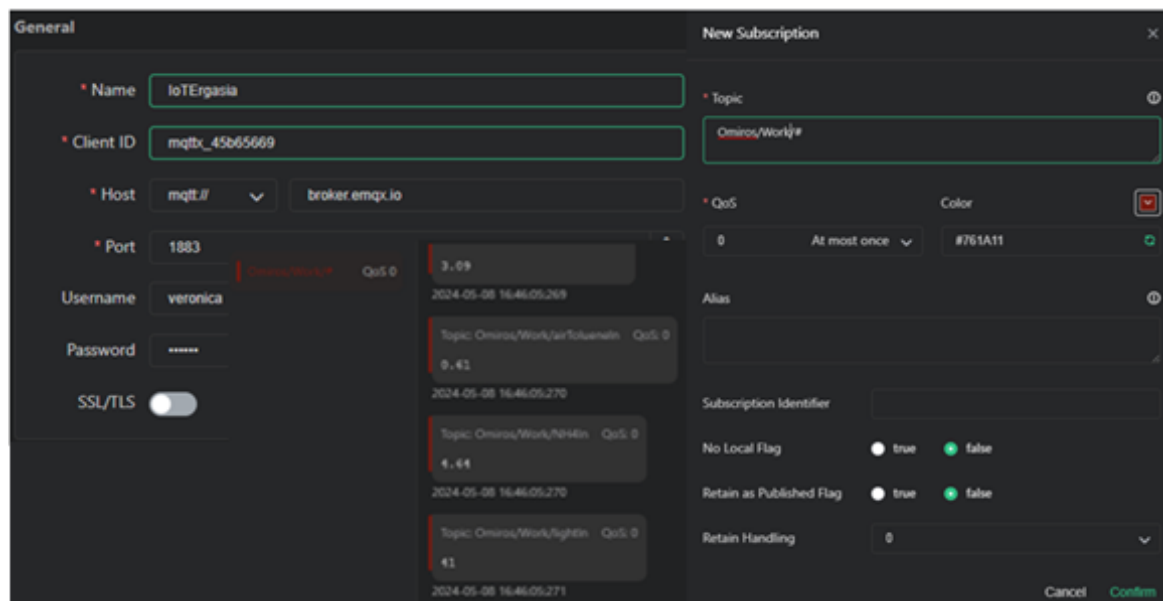 General
* Name IoTErgasia
* Client ID mqttx_45b65669
* Host mqtt:// broker.emqx.io
* Port 1883
Username veronica
Password ••••••
SSL/TLS
Omiros/Work/# QoS 0
3.09
2024-05-08 16:46:05:269
Topic: Omiros/Work/airTolueneIn QoS: 0
0.61
2024-05-08 16:46:05:270
Topic: Omiros/Work/NH4In QoS: 0
4.64
2024-05-08 16:46:05:270
Topic: Omiros/Work/lightIn QoS: 0
41
2024-05-08 16:46:05:271
New Subscription
* Topic
Omiros/Work/#
* QoS Color
0 At most once #761A11
Alias
Subscription Identifier
No Local Flag true false
Retain as Published Flag true false
Retain Handling 0
Cancel Confirm